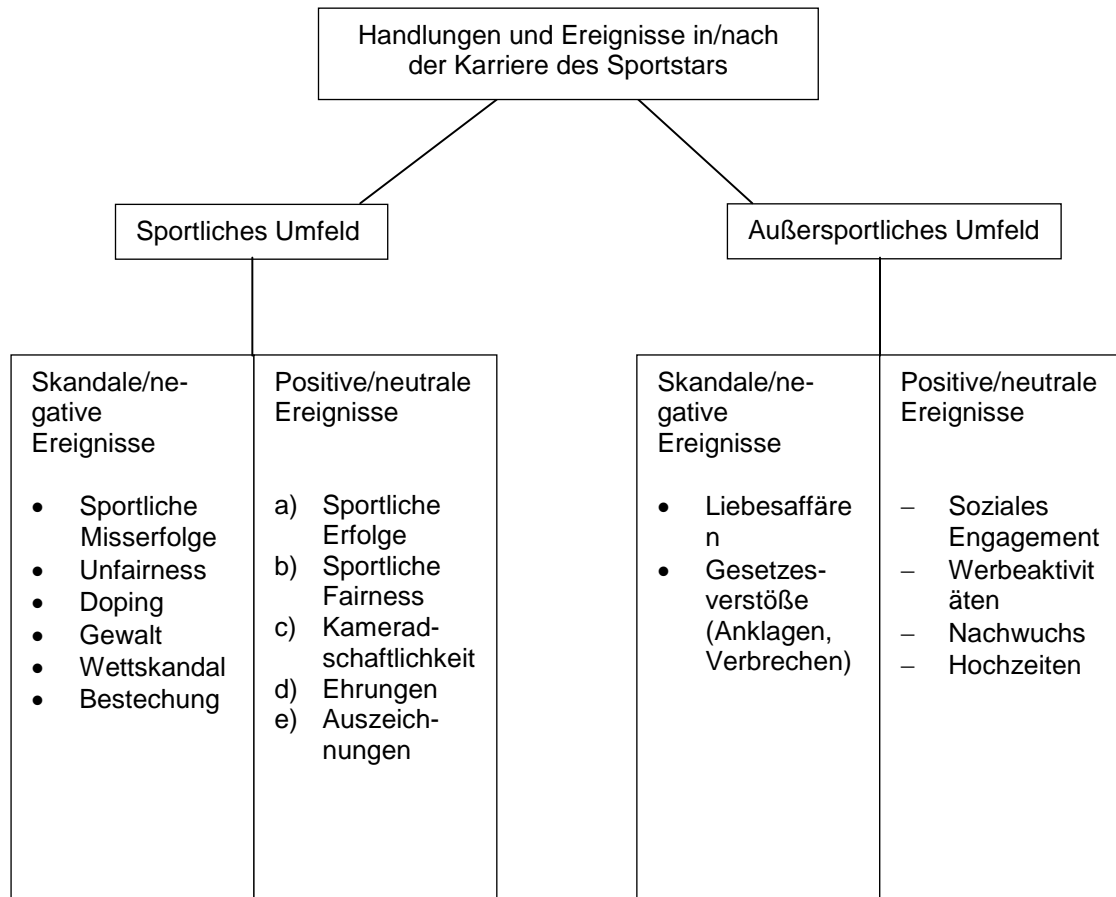 Handlungen und Ereignisse in/nach
der Karriere des Sportstars
Sportliches Umfeld
Außersportliches Umfeld
Skandale/ne-
gative
Ereignisse
• Sportliche
Misserfolge
• Unfairness
• Doping
• Gewalt
• Wettskandal
• Bestechung
Positive/neutrale
Ereignisse
a) Sportliche
Erfolge
b) Sportliche
Fairness
c) Kamerad-
schaftlichkeit
d) Ehrungen
e) Auszeich-
nungen
Skandale/ne-
gative
Ereignisse
• Liebesaffäre
n
• Gesetzes-
verstöße
(Anklagen,
Verbrechen)
Positive/neutrale
Ereignisse
– Soziales
Engagement
– Werbeaktivit
äten
– Nachwuchs
– Hochzeiten